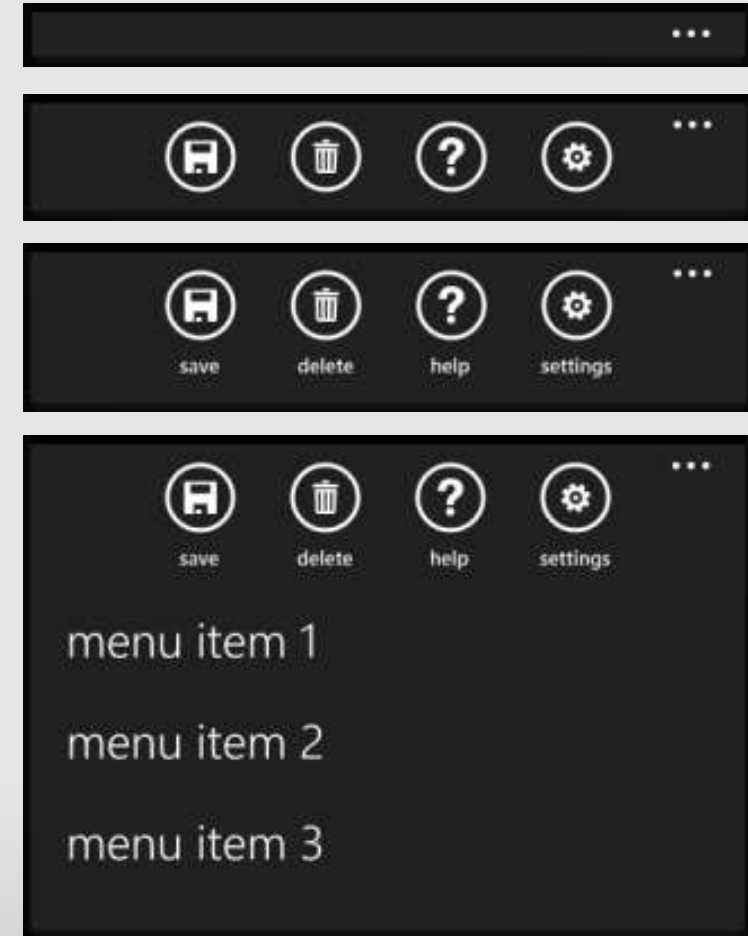 ...
...
...
save delete help settings
...
save delete help settings
menu item 1
menu item 2
menu item 3